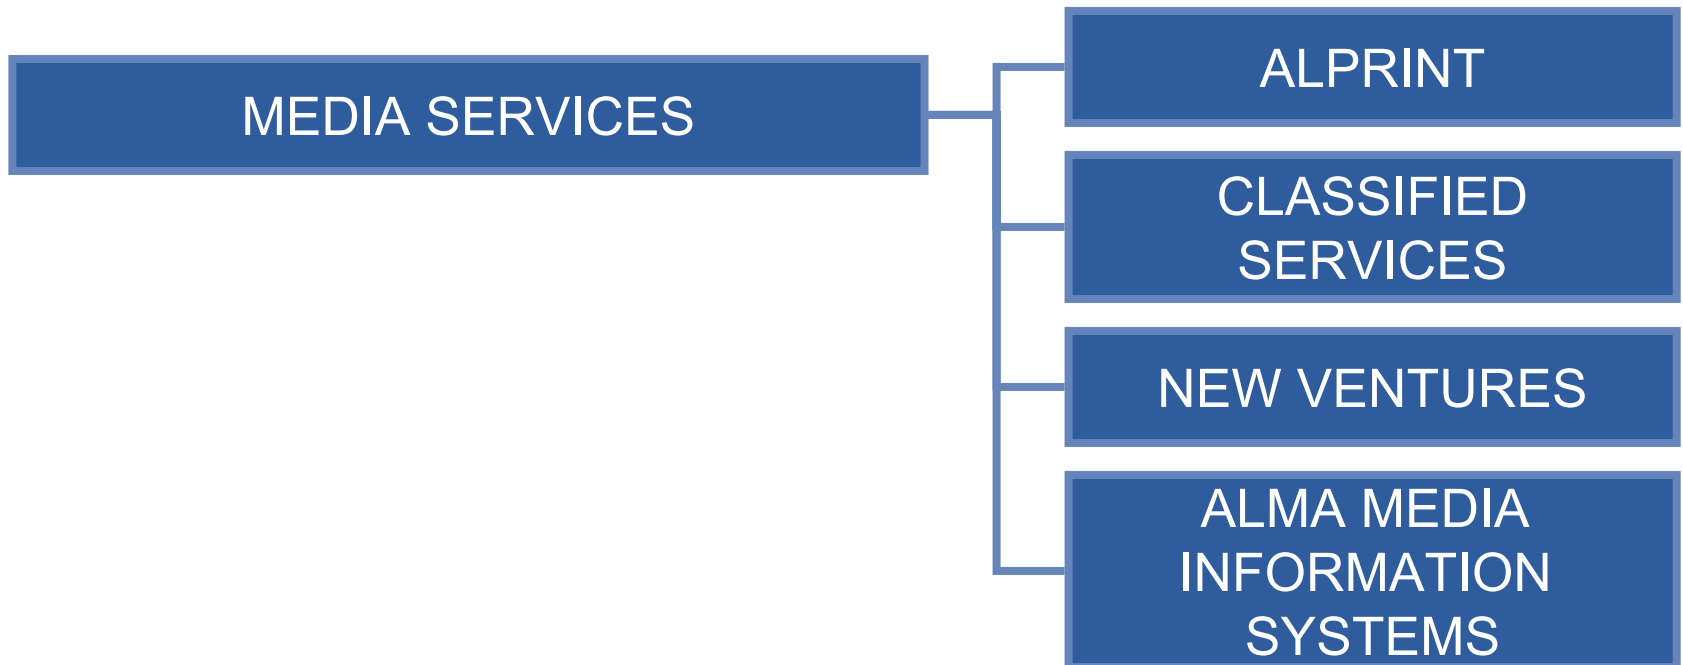 MEDIA SERVICES
ALPRINT
CLASSIFIED
SERVICES
NEW VENTURES
ALMA MEDIA
INFORMATION
SYSTEMS